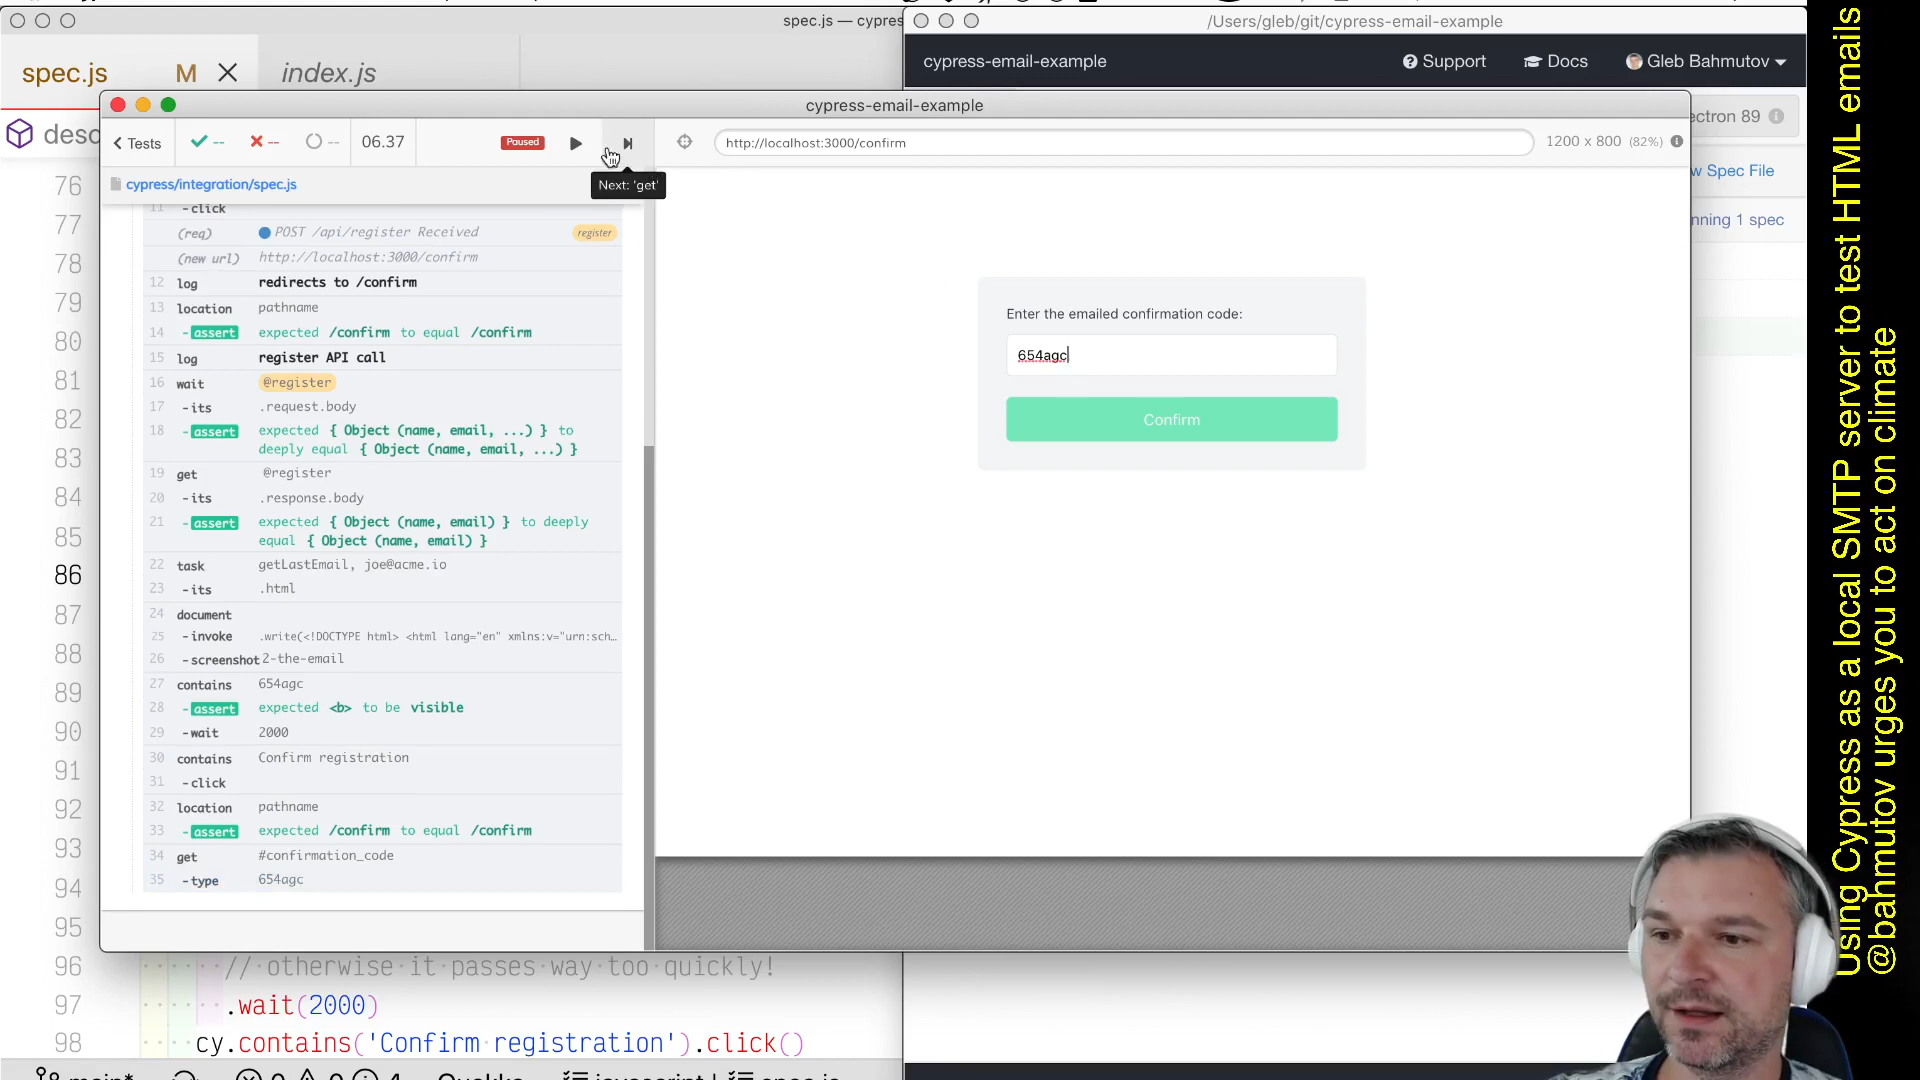 spec.js — cypres
/Users/gleb/git/cypress-email-example
spec.js M
index.js
cypress-email-example
Support
Docs
Gleb Bahmutov
cypress-email-example
desc
ectron 89
Tests
--
--
--
06.37
Paused
http://localhost:3000/confirm
1200 x 800 (82%)
w Spec File
Next: 'get'
cypress/integration/spec.js
nning 1 spec
11 -click
(req) POST /api/register Received register
(new url) http://localhost:3000/confirm
12 log redirects to /confirm
13 location pathname
14 -assert expected /confirm to equal /confirm
15 log register API call
16 wait @register
17 -its .request.body
18 -assert expected { Object (name, email, ...) } to
deeply equal { Object (name, email, ...) }
19 get @register
20 -its .response.body
21 -assert expected { Object (name, email) } to deeply
equal { Object (name, email) }
22 task getLastEmail, joe@acme.io
23 -its .html
24 document
25 -invoke .write(<!DOCTYPE html> <html lang="en" xmlns:v="urn:sch…
26 -screenshot 2-the-email
27 contains 654agc
28 -assert expected <b> to be visible
29 -wait 2000
30 contains Confirm registration
31 -click
32 location pathname
33 -assert expected /confirm to equal /confirm
34 get #confirmation_code
35 -type 654agc
Enter the emailed confirmation code:
654agc
Confirm
76
77
78
79
80
81
82
83
84
85
86
87
88
89
90
91
92
93
94
95
96 // otherwise it passes way too quickly!
97 .wait(2000)
98 cy.contains('Confirm registration').click()
main*
Quokka
javascript
spec.js
Using Cypress as a local SMTP server to test HTML emails
@bahmutov urges you to act on climate